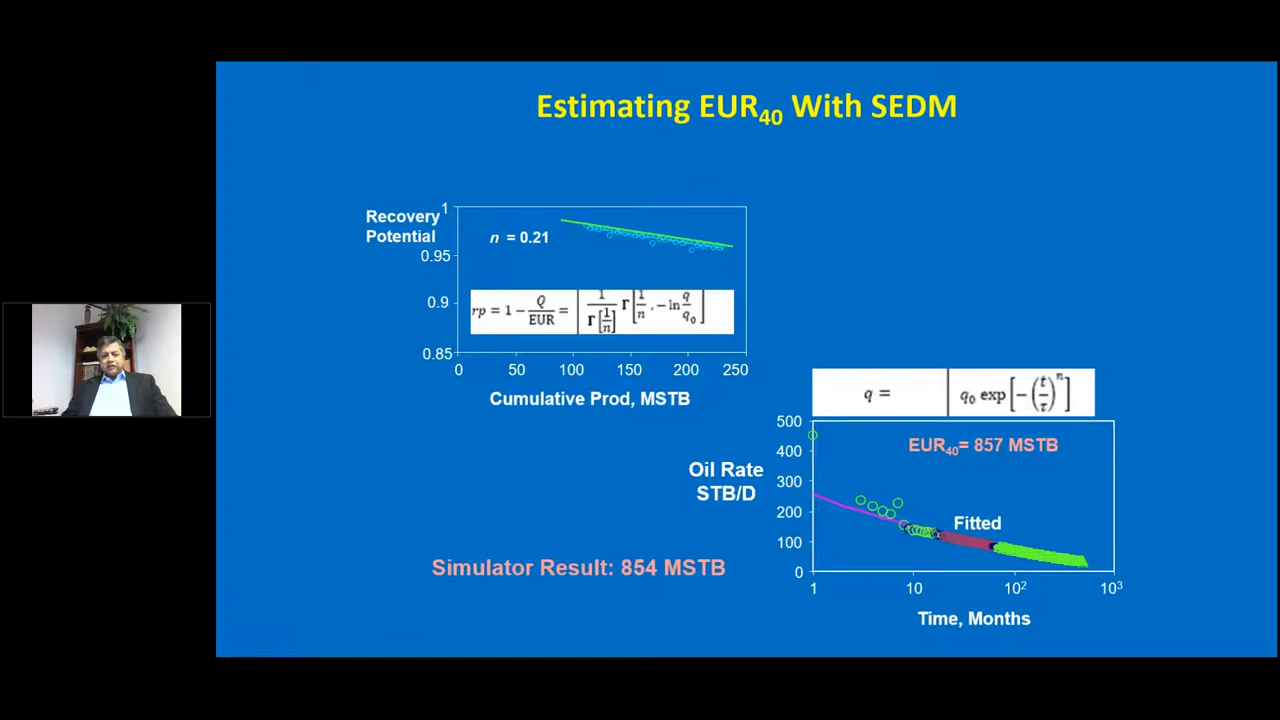 Estimating EUR40 With SEDM
Recovery
Potential
1
0.95
0.9
0.85
n = 0.21
rp = 1 − Q/EUR = 1/Γ[1/n] Γ[1/n, −ln q/q0]
0 50 100 150 200 250
Cumulative Prod, MSTB
q = q0 exp[−(t/τ)^n]
500
400
300
200
100
0
EUR40= 857 MSTB
Oil Rate
STB/D
Fitted
Simulator Result: 854 MSTB
1 10 10² 10³
Time, Months